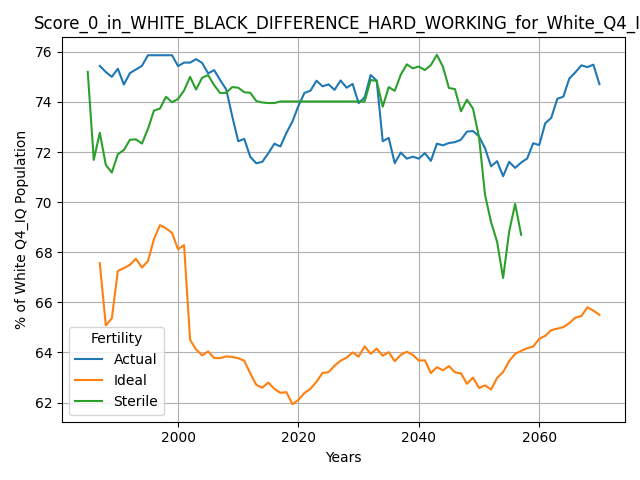 Score_0_in_WHITE_BLACK_DIFFERENCE_HARD_WORKING_for_White_Q4_I
76
74
72
70
68
66
64
62
% of White Q4_IQ Population
Fertility
Actual
Ideal
Sterile
2000
2020
2040
2060
Years